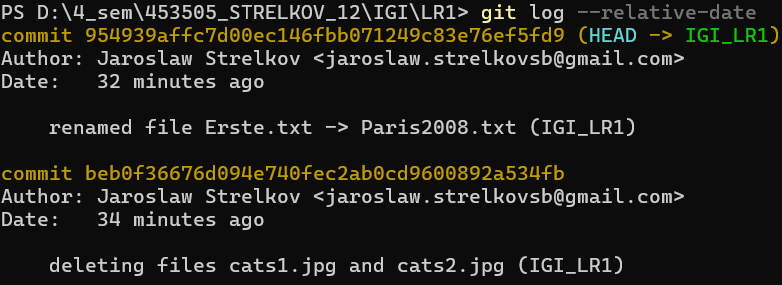 PS D:\4_sem\453505_STRELKOV_12\IGI\LR1> git log --relative-date
commit 954939affc7d00ec146fbb071249c83e76ef5fd9 (HEAD -> IGI_LR1)
Author: Jaroslaw Strelkov <jaroslaw.strelkovsb@gmail.com>
Date:   32 minutes ago
    renamed file Erste.txt -> Paris2008.txt (IGI_LR1)
commit beb0f36676d094e740fec2ab0cd9600892a534fb
Author: Jaroslaw Strelkov <jaroslaw.strelkovsb@gmail.com>
Date:   34 minutes ago
    deleting files cats1.jpg and cats2.jpg (IGI_LR1)